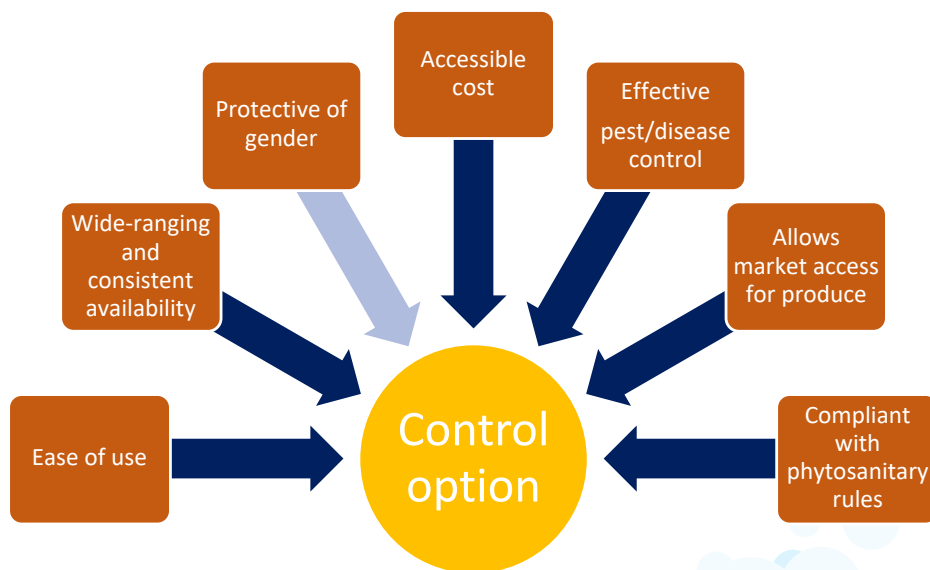 Accessible
cost
Protective of
gender
Effective
pest/disease
control
Wide-ranging
and
consistent
availability
Allows
market access
for produce
Ease of use
Control
option
Compliant
with
phytosanitary
rules